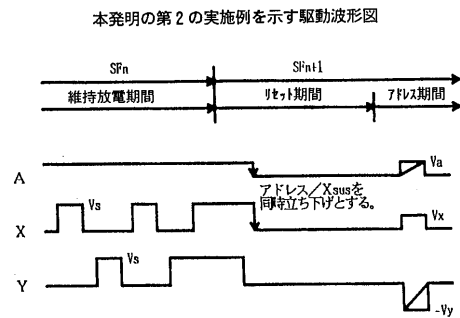 本発明の第2の実施例を示す駆動波形図
SFn
SFn+1
維持放電期間
リセット期間
アドレス期間
A
Va
アドレス／Xsusを
同時立ち下げとする。
X
Vs
Vx
Y
Vs
-Vy